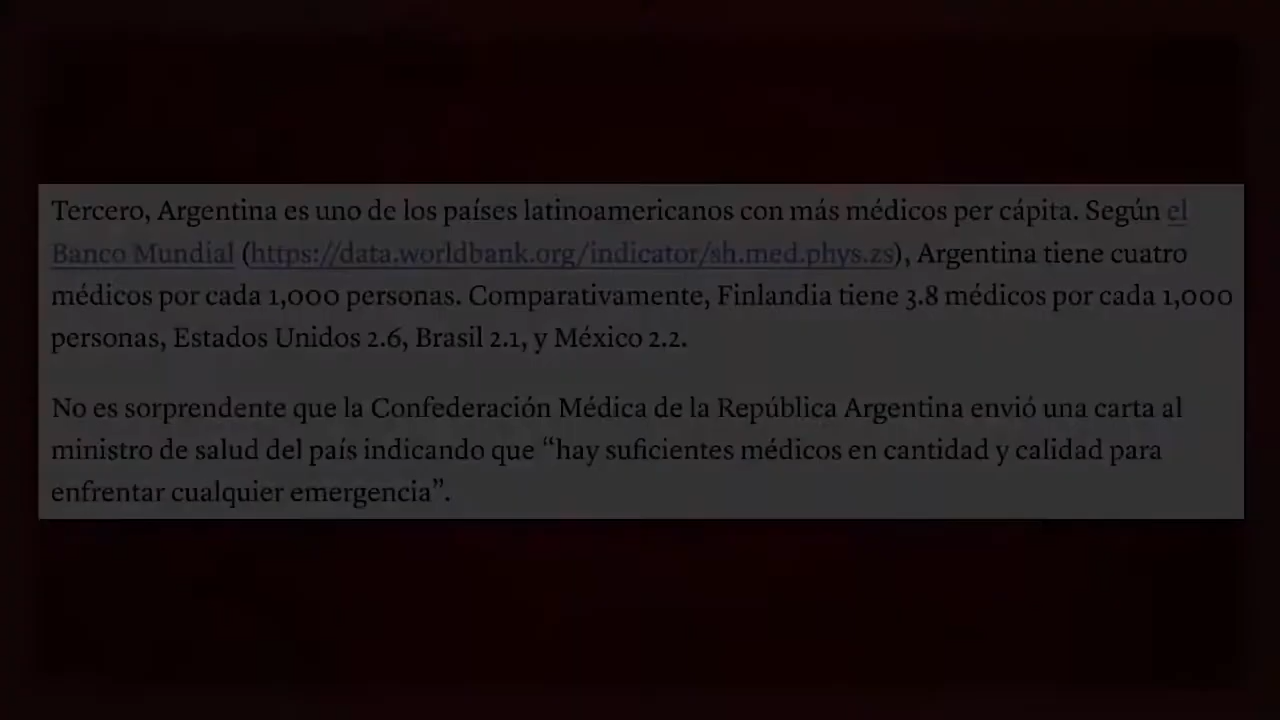 Tercero, Argentina es uno de los países latinoamericanos con más médicos per cápita. Según el
Banco Mundial (https://data.worldbank.org/indicator/sh.med.phys.zs), Argentina tiene cuatro
médicos por cada 1,000 personas. Comparativamente, Finlandia tiene 3.8 médicos por cada 1,000
personas, Estados Unidos 2.6, Brasil 2.1, y México 2.2.
No es sorprendente que la Confederación Médica de la República Argentina envió una carta al
ministro de salud del país indicando que “hay suficientes médicos en cantidad y calidad para
enfrentar cualquier emergencia”.